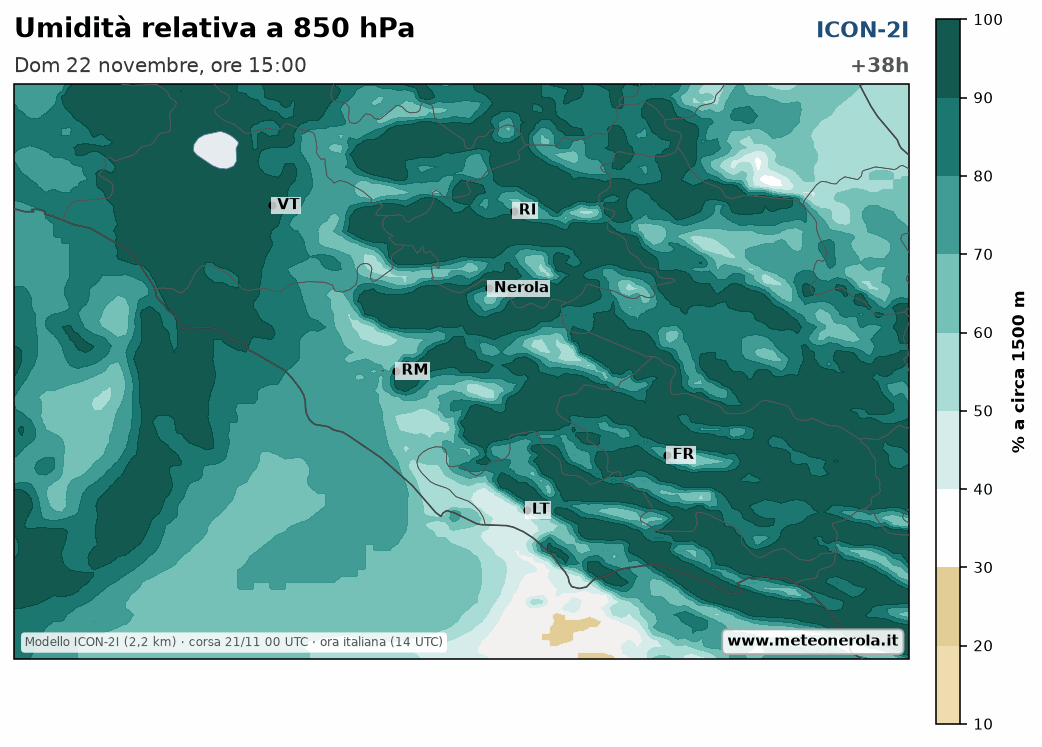 Umidità relativa a 850 hPa
ICON-2I
Dom 22 novembre, ore 15:00
+38h
100
90
80
70
60
50
40
30
20
10
% a circa 1500 m
VT
RI
Nerola
RM
FR
LT
Modello ICON-2I (2,2 km) · corsa 21/11 00 UTC · ora italiana (14 UTC)
www.meteonerola.it